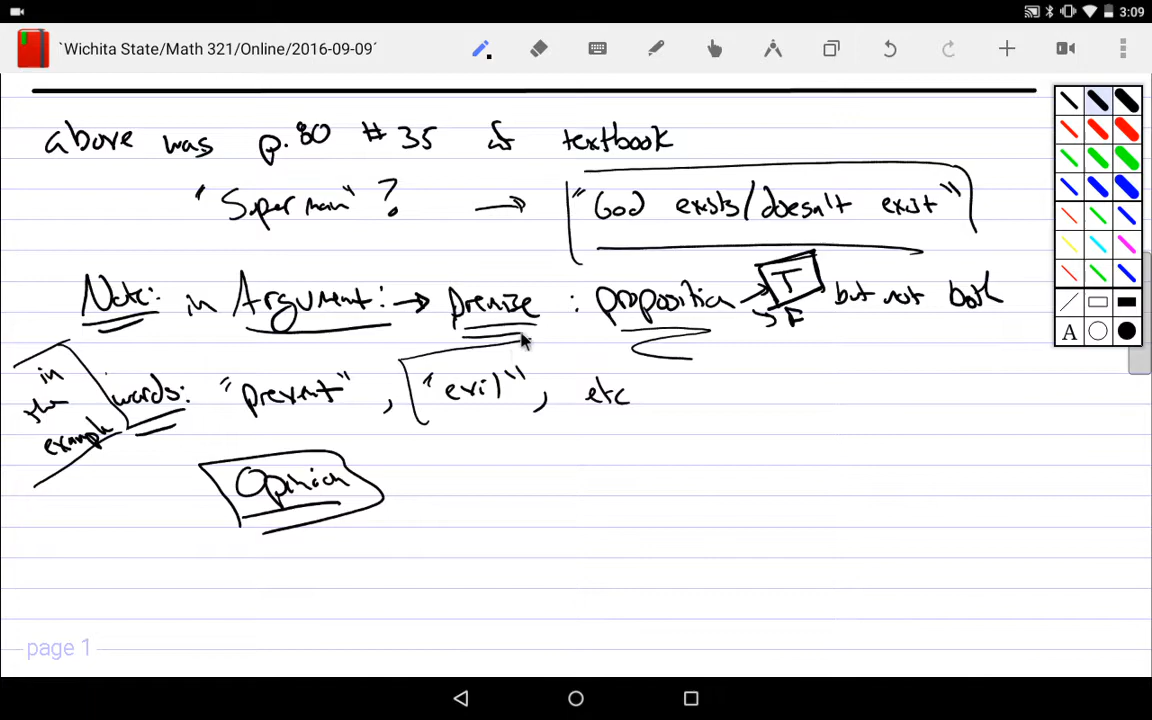 3:09
`Wichita State/Math 321/Online/2016-09-09´
above was p.80 #35 of textbook
"Superman"? → "God exists/doesn't exist"
Note: in Argument: → premise : proposition → T but not both
→ F
in the example words: "prevent", "evil", etc
Opinion
A
page 1